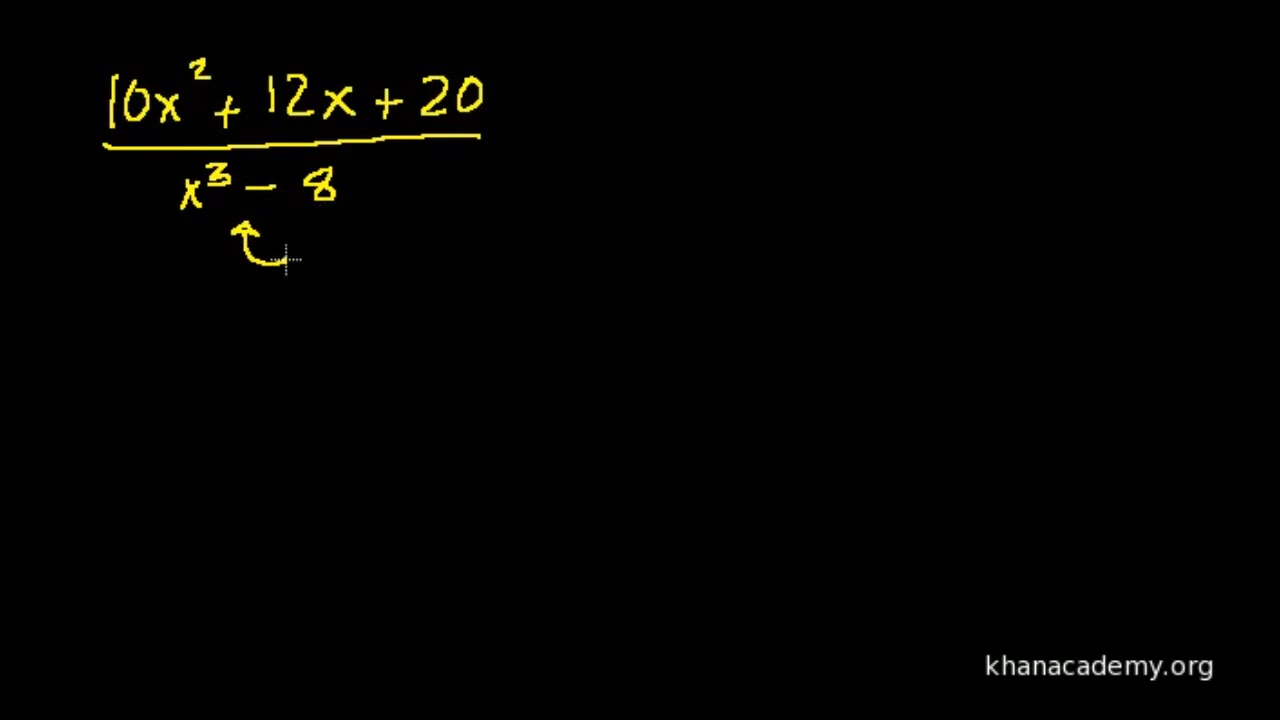 10x² + 12x + 20
x³ - 8
khanacademy.org